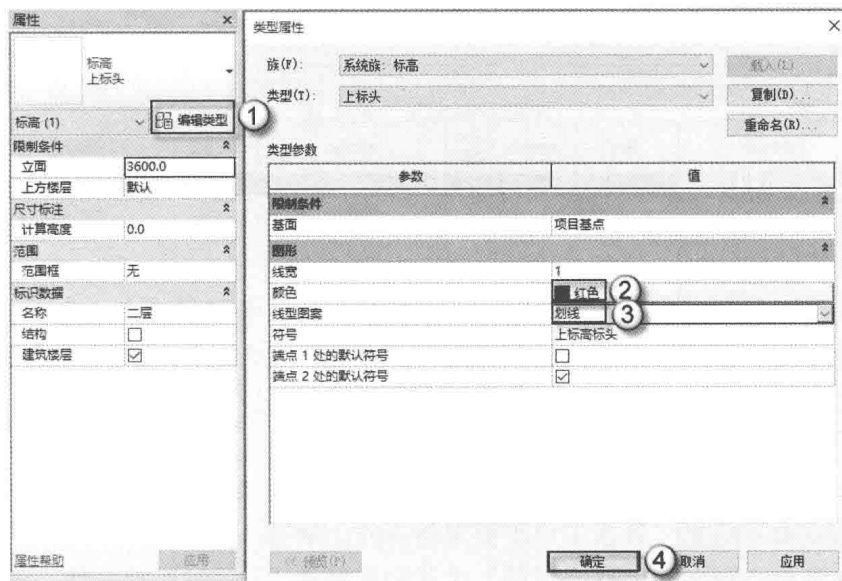 属性 ×
标高
上标头
标高 (1) 编辑类型 ①
限制条件
立面 3600.0
上方楼层 默认
尺寸标注
计算高度 0.0
范围
范围框 无
标识数据
名称 二层
结构
建筑楼层
属性帮助 应用
类型属性 ×
族(F): 系统族: 标高 载入(L)...
类型(T): 上标头 复制(D)...
重命名(R)...
类型参数
参数 值
限制条件
基面 项目基点
图形
线宽 1
颜色 红色 ②
线型图案 划线 ③
符号 上标高标头
端点 1 处的默认符号
端点 2 处的默认符号
<< 预览(P) 确定 ④ 取消 应用